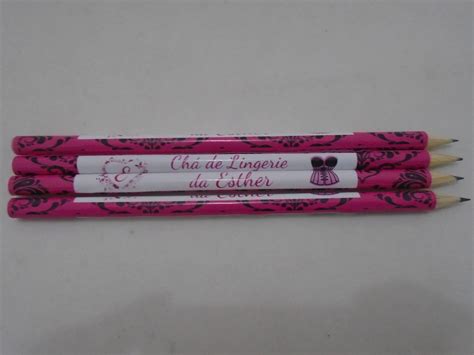 Chá de Lingerie
E da Esther